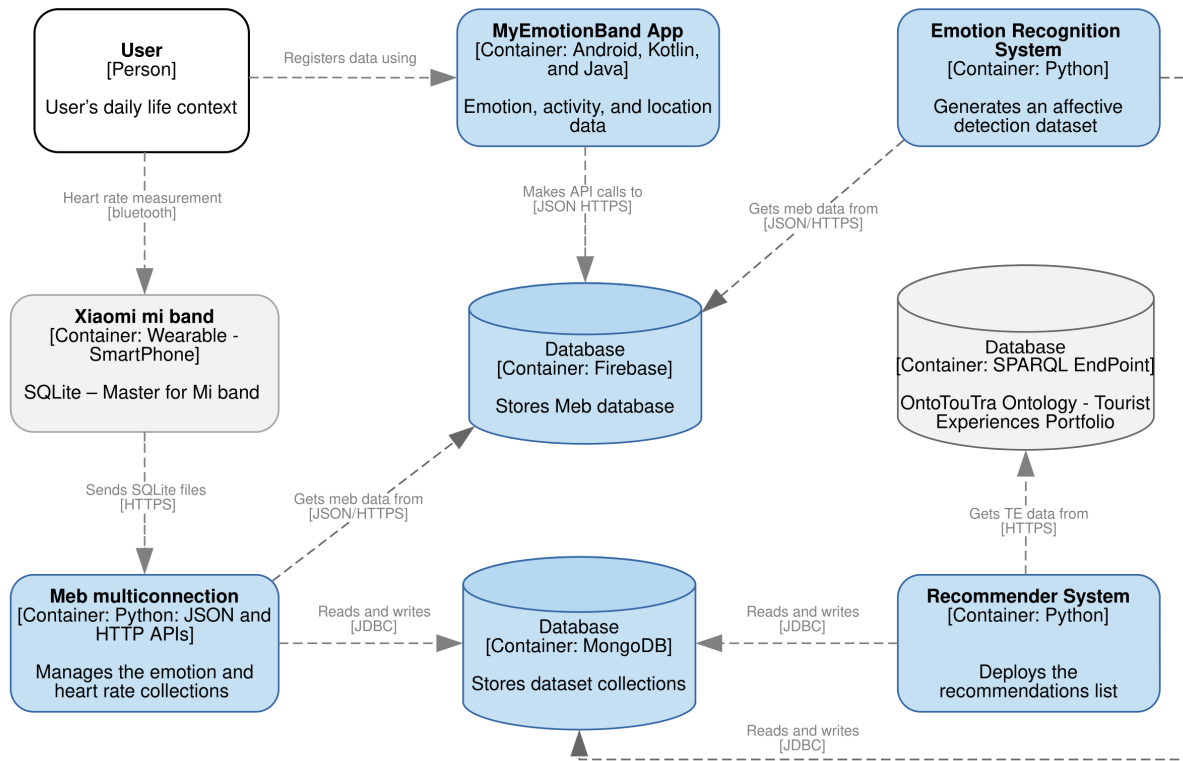 User
[Person]
User’s daily life context
Registers data using
MyEmotionBand App
[Container: Android, Kotlin,
and Java]
Emotion, activity, and location
data
Emotion Recognition
System
[Container: Python]
Generates an affective
detection dataset
Heart rate measurement
[bluetooth]
Makes API calls to
[JSON HTTPS]
Gets meb data from
[JSON/HTTPS]
Xiaomi mi band
[Container: Wearable -
SmartPhone]
SQLite – Master for Mi band
Database
[Container: Firebase]
Stores Meb database
Database
[Container: SPARQL EndPoint]
OntoTouTra Ontology - Tourist
Experiences Portfolio
Sends SQLite files
[HTTPS]
Gets meb data from
[JSON/HTTPS]
Gets TE data from
[HTTPS]
Meb multiconnection
[Container: Python: JSON and
HTTP APIs]
Manages the emotion and
heart rate collections
Reads and writes
[JDBC]
Database
[Container: MongoDB]
Stores dataset collections
Reads and writes
[JDBC]
Recommender System
[Container: Python]
Deploys the
recommendations list
Reads and writes
[JDBC]